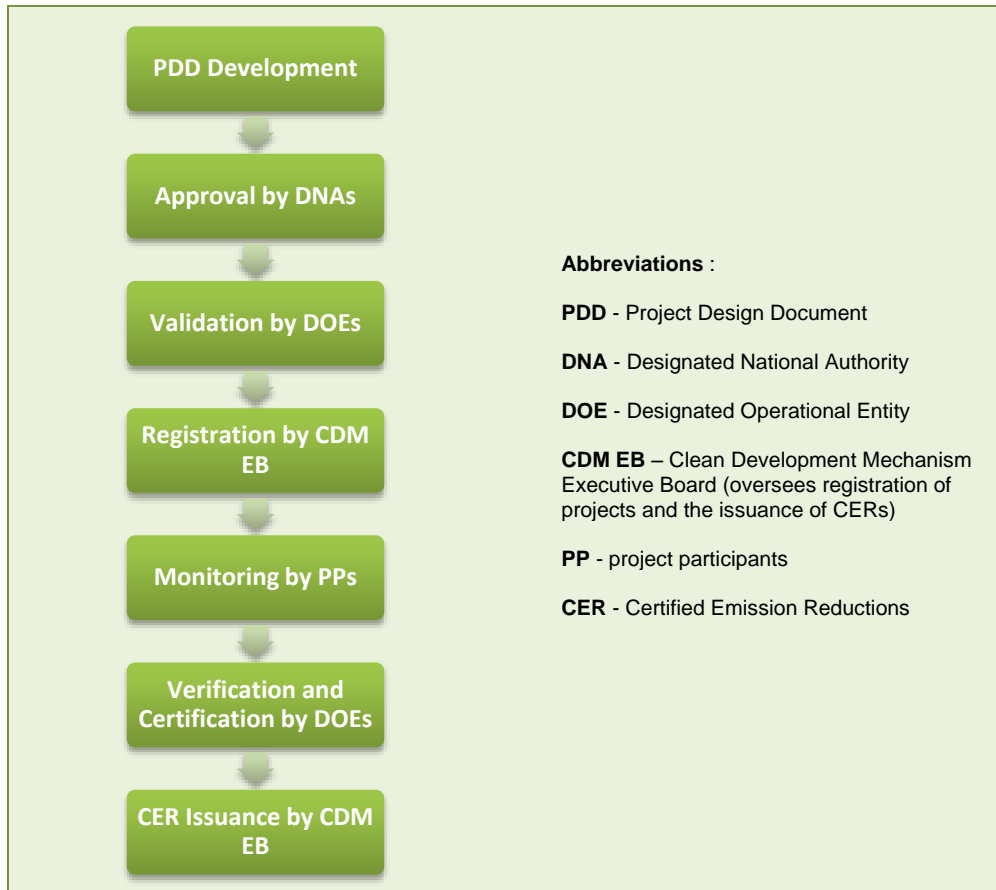 PDD Development
Approval by DNAs
Validation by DOEs
Registration by CDM
EB
Monitoring by PPs
Verification and
Certification by DOEs
CER Issuance by CDM
EB
Abbreviations :
PDD - Project Design Document
DNA - Designated National Authority
DOE - Designated Operational Entity
CDM EB – Clean Development Mechanism
Executive Board (oversees registration of
projects and the issuance of CERs)
PP - project participants
CER - Certified Emission Reductions